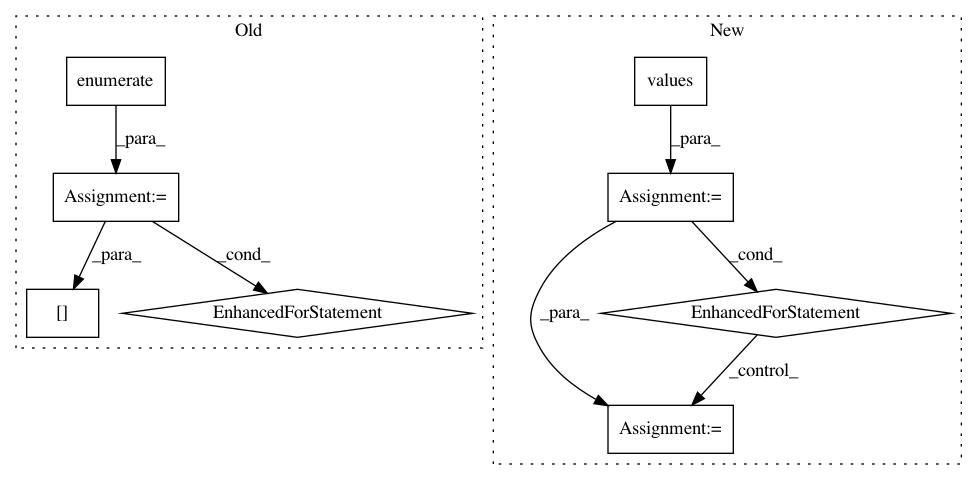 Old
enumerate
_para_
Assignment:=
_para_
_cond_
[]
EnhancedForStatement
New
values
_para_
Assignment:=
_cond_
_para_
EnhancedForStatement
_control_
Assignment:=